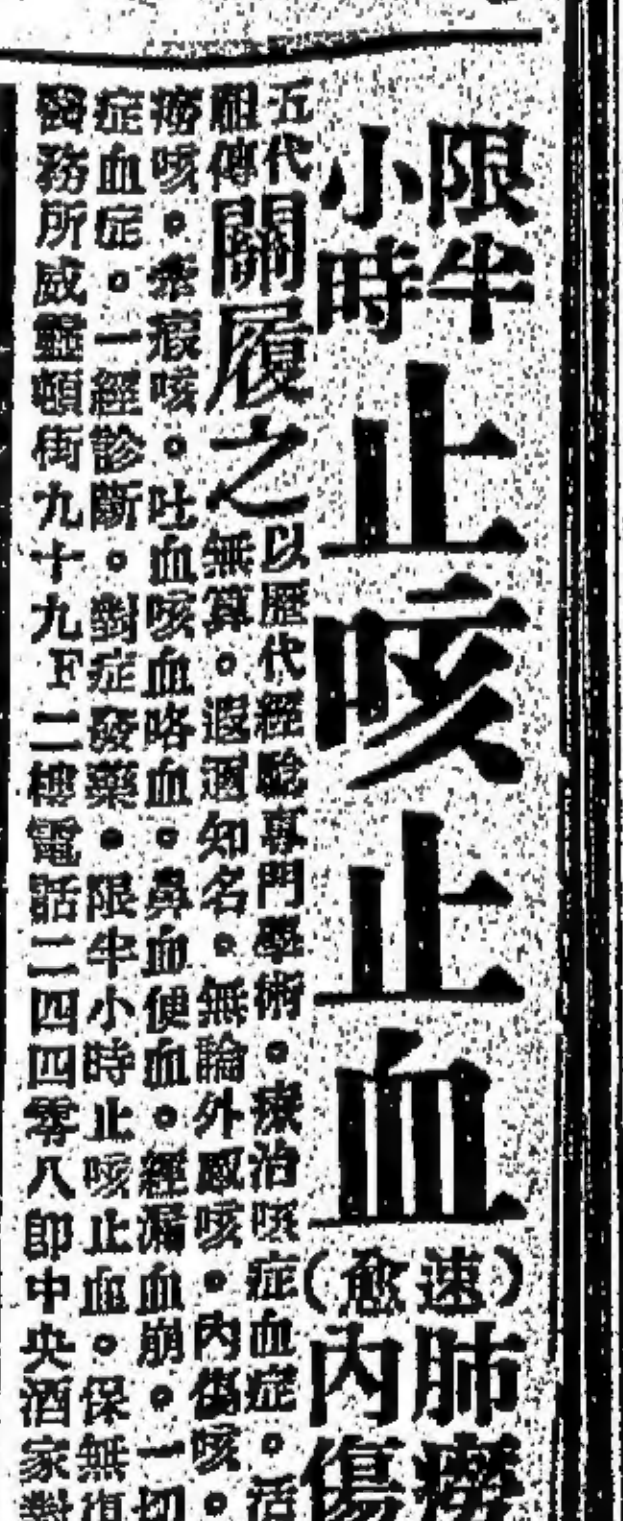 限半小時止咳止血(速愈)肺癆內傷
五代祖傳關履之以歷代經驗專門學術。療治咳症血症。活
無算。遐邇知名。無論外感咳。內傷咳。
癆咳。痰咳。吐血咳血咯血。鼻血便血。經漏血崩。一切
症血症。一經診斷。對症發藥。限半小時止咳止血。保無復
醫務所威靈頓街九十九F二樓電話二四四零八即中央酒家對